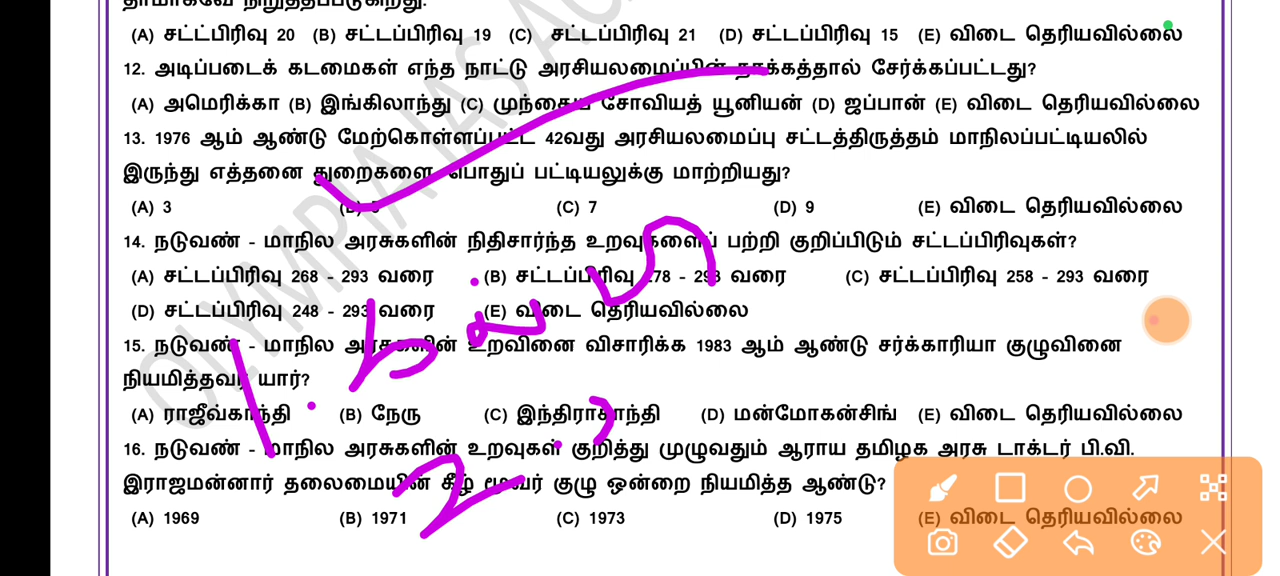 (A) சட்ட்பிரிவு 20 (B) சட்டப்பிரிவு 19 (C) சட்டப்பிரிவு 21 (D) சட்டப்பிரிவு 15 (E) விடை தெரியவில்லை
12. அடிப்படைக் கடமைகள் எந்த நாட்டு அரசியலமைப்பின் தாக்கத்தால் சேர்க்கப்பட்டது?
(A) அமெரிக்கா (B) இங்கிலாந்து (C) முந்தைய சோவியத் யூனியன் (D) ஜப்பான் (E) விடை தெரியவில்லை
13. 1976 ஆம் ஆண்டு மேற்கொள்ளப்பட்ட 42வது அரசியலமைப்பு சட்டத்திருத்தம் மாநிலப்பட்டியலில்
இருந்து எத்தனை துறைகளை பொதுப் பட்டியலுக்கு மாற்றியது?
(A) 3 (B) 5 (C) 7 (D) 9 (E) விடை தெரியவில்லை
14. நடுவண் - மாநில அரசுகளின் நிதிசார்ந்த உறவுகளைப் பற்றி குறிப்பிடும் சட்டப்பிரிவுகள்?
(A) சட்டப்பிரிவு 268 - 293 வரை (B) சட்டப்பிரிவு 278 - 293 வரை (C) சட்டப்பிரிவு 258 - 293 வரை
(D) சட்டப்பிரிவு 248 - 293 வரை (E) விடை தெரியவில்லை
15. நடுவண் - மாநில அரசுகளின் உறவினை விசாரிக்க 1983 ஆம் ஆண்டு சர்க்காரியா குழுவினை
நியமித்தவர் யார்?
(A) ராஜீவ்காந்தி (B) நேரு (C) இந்திராகாந்தி (D) மன்மோகன்சிங் (E) விடை தெரியவில்லை
16. நடுவண் - மாநில அரசுகளின் உறவுகள் குறித்து முழுவதும் ஆராய தமிழக அரசு டாக்டர் பி.வி.
இராஜமன்னார் தலைமையின் கீழ் மூவர் குழு ஒன்றை நியமித்த ஆண்டு?
(A) 1969 (B) 1971 (C) 1973 (D) 1975 (E) விடை தெரியவில்லை